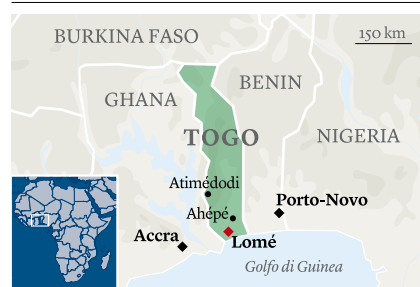 BURKINA FASO
150 km
BENIN
GHANA
TOGO
NIGERIA
Atimédodi
Porto-Novo
Ahépé
Accra
Lomé
Golfo di Guinea